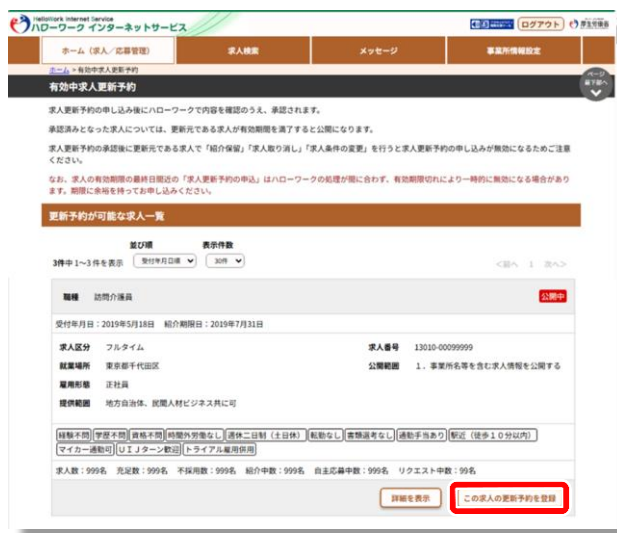 Hellowork Internet Service
ハローワーク インターネットサービス
ログアウト
厚生労働省
ホーム（求人／応募管理）
求人検索
メッセージ
事業所情報設定
ホーム > 有効中求人更新予約
有効中求人更新予約
ページ
最下部へ
求人更新予約の申し込み後にハローワークで内容を確認のうえ、承認されます。
承認済みとなった求人については、更新元である求人が有効期間を満了すると公開になります。
求人更新予約の承認後に更新元である求人で「紹介保留」「求人取り消し」「求人条件の変更」を行うと求人更新予約の申し込みが無効になるためご注意
ください。
なお、求人の有効期限の最終日間近の「求人更新予約の申込」はハローワークの処理が間に合わず、有効期限切れにより一時的に無効になる場合があり
ます。期限に余裕を持ってお申し込みください。
更新予約が可能な求人一覧
並び順
表示件数
3件中 1〜3 件を表示
受付年月日順
30件
<前へ 1 次へ>
職種 訪問介護員
公開中
受付年月日：2019年5月18日 紹介期限日：2019年7月31日
求人区分 フルタイム
求人番号 13010-00099999
就業場所 東京都千代田区
公開範囲 1．事業所名等を含む求人情報を公開する
雇用形態 正社員
提供範囲 地方自治体、民間人材ビジネス共に可
経験不問 学歴不問 資格不問 時間外労働なし 週休二日制（土日休） 転勤なし 書類選考なし 通勤手当あり 駅近（徒歩１０分以内）
マイカー通勤可 ＵＩＪターン歓迎 トライアル雇用併用
求人数：999名 充足数：999名 不採用数：999名 紹介中数：999名 自主応募中数：999名 リクエスト中数：99名
詳細を表示
この求人の更新予約を登録